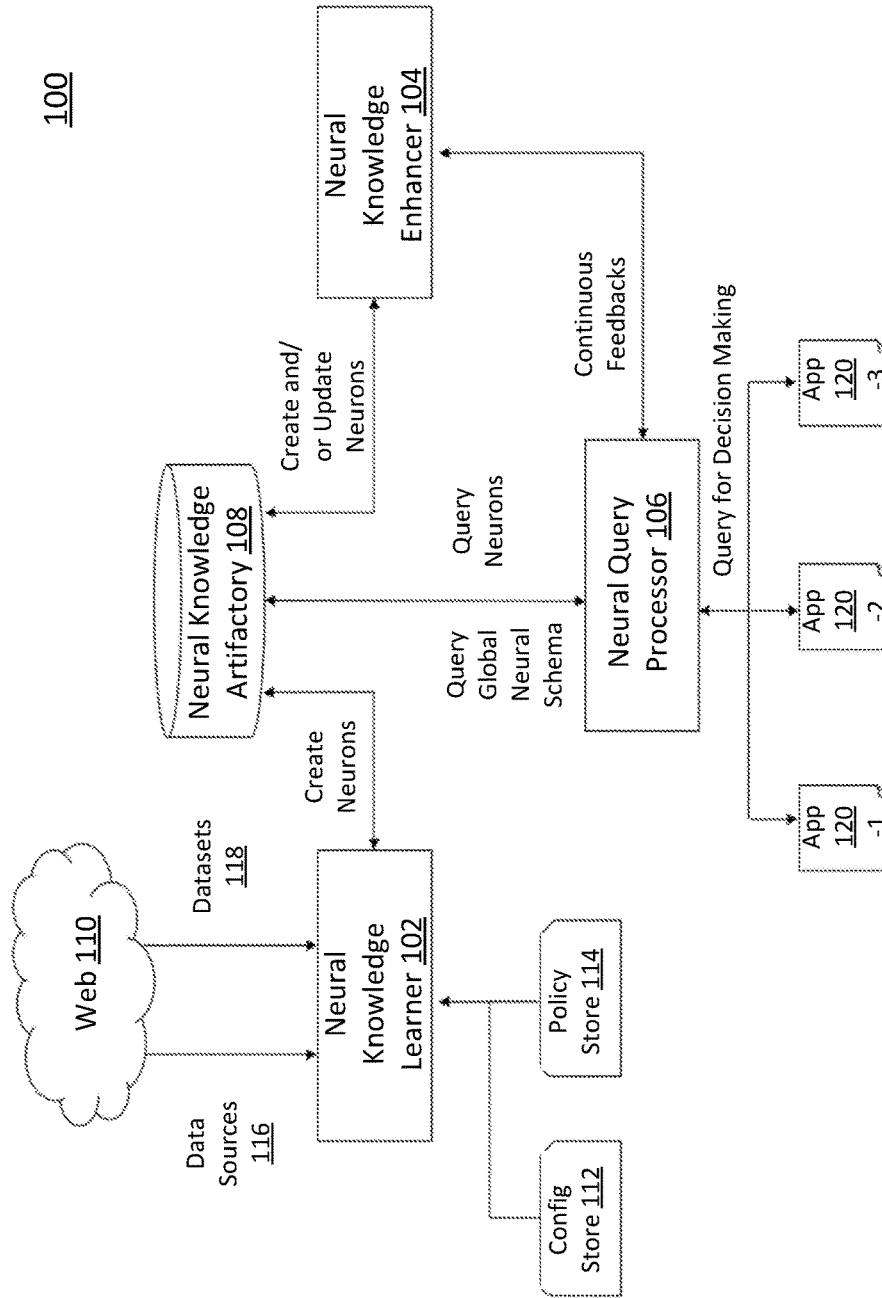 100
Web 110
Data
Sources
116
Datasets
118
Neural
Knowledge
Learner 102
Config
Store 112
Policy
Store 114
Create
Neurons
Neural Knowledge
Artifactory 108
Create and/
or Update
Neurons
Neural
Knowledge
Enhancer 104
Query
Global
Neural
Schema
Query
Neurons
Continuous
Feedbacks
Neural Query
Processor 106
Query for Decision Making
App
120
-1
App
120
-2
App
120
-3